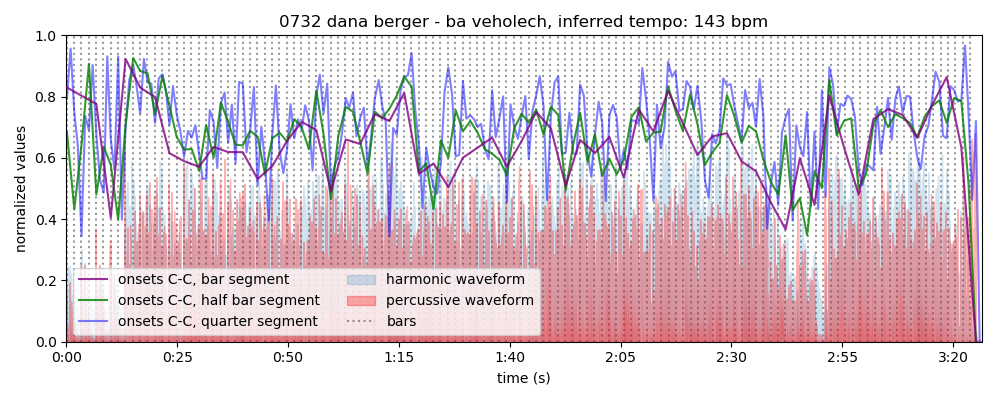 0732 dana berger - ba veholech, inferred tempo: 143 bpm
1.0
0.8
0.6
0.4
0.2
0.0
normalized values
onsets C-C, bar segment
onsets C-C, half bar segment
onsets C-C, quarter segment
harmonic waveform
percussive waveform
bars
0:00 0:25 0:50 1:15 1:40 2:05 2:30 2:55 3:20
time (s)